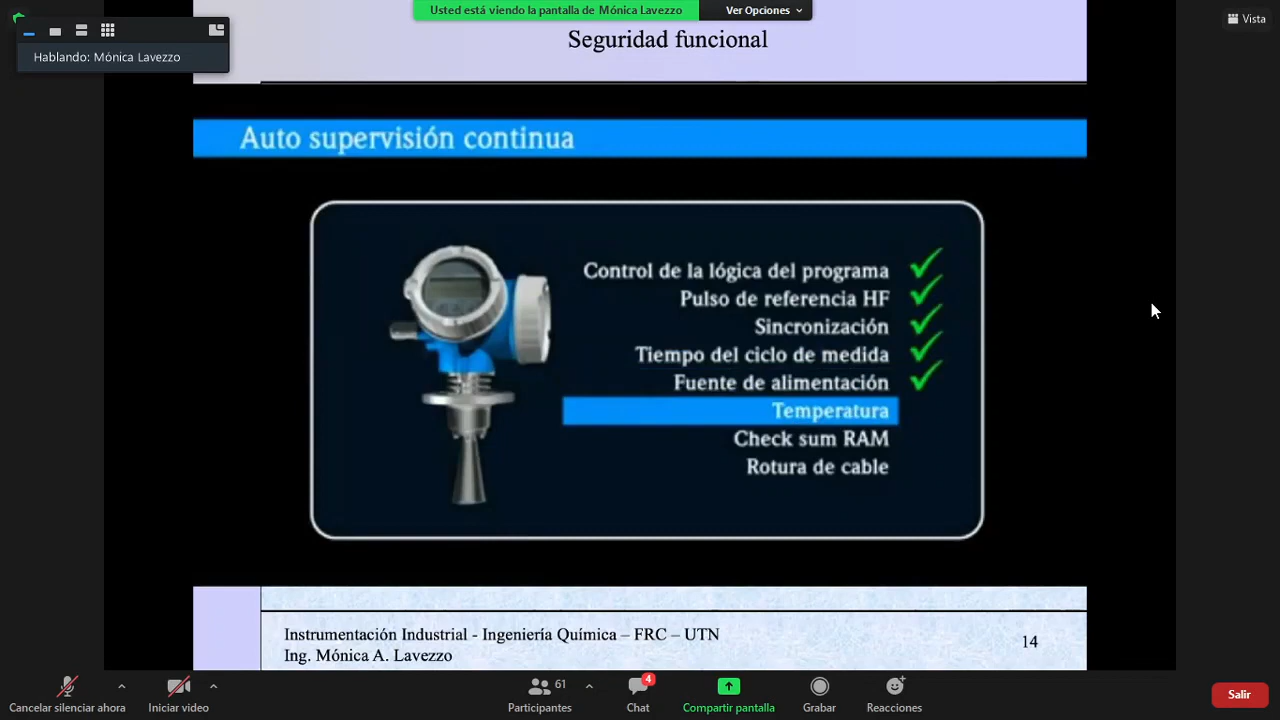 Usted está viendo la pantalla de Mónica Lavezzo
Ver Opciones
Vista
Hablando: Mónica Lavezzo
Seguridad funcional
Auto supervisión continua
Control de la lógica del programa
Pulso de referencia HF
Sincronización
Tiempo del ciclo de medida
Fuente de alimentación
Temperatura
Check sum RAM
Rotura de cable
Instrumentación Industrial - Ingeniería Química – FRC – UTN
Ing. Mónica A. Lavezzo
14
Cancelar silenciar ahora
Iniciar video
61
Participantes
4
Chat
Compartir pantalla
Grabar
Reacciones
Salir